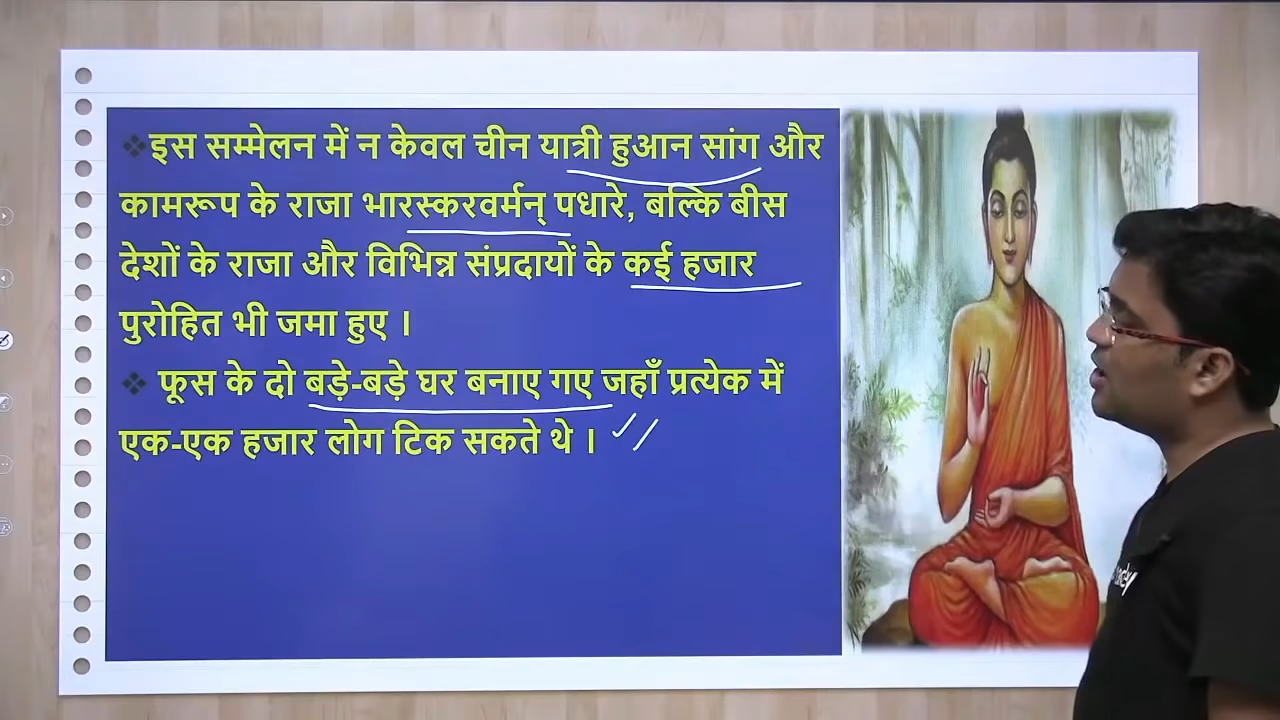 ❖इस सम्मेलन में न केवल चीन यात्री हुआन सांग और
कामरूप के राजा भारस्करवर्मन् पधारे, बल्कि बीस
देशों के राजा और विभिन्न संप्रदायों के कई हजार
पुरोहित भी जमा हुए ।
❖ फूस के दो बड़े-बड़े घर बनाए गए जहाँ प्रत्येक में
एक-एक हजार लोग टिक सकते थे ।